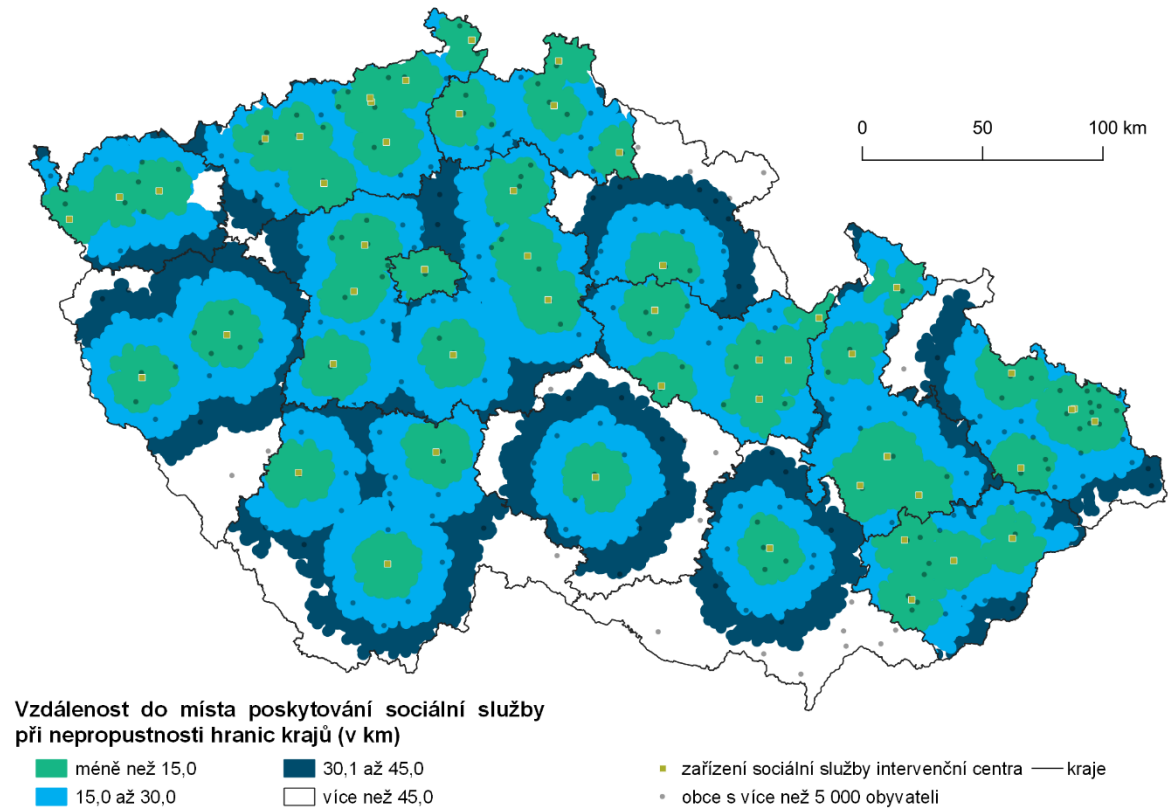 0 50 100 km
Vzdálenost do místa poskytování sociální služby
při nepropustnosti hranic krajů (v km)
méně než 15,0
15,0 až 30,0
30,1 až 45,0
více než 45,0
zařízení sociální služby intervenční centra
kraje
obce s více než 5 000 obyvateli